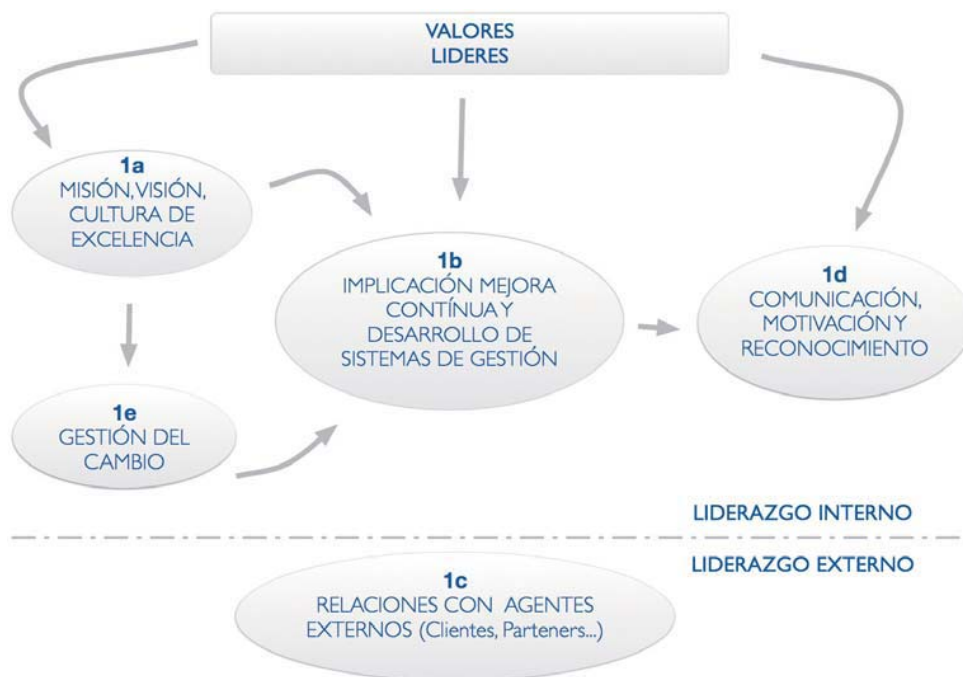 VALORES
LIDERES
1a
MISIÓN, VISIÓN,
CULTURA DE
EXCELENCIA
1b
IMPLICACIÓN MEJORA
CONTÍNUA Y
DESARROLLO DE
SISTEMAS DE GESTIÓN
1d
COMUNICACIÓN,
MOTIVACIÓN Y
RECONOCIMIENTO
1e
GESTIÓN DEL
CAMBIO
LIDERAZGO INTERNO
LIDERAZGO EXTERNO
1c
RELACIONES CON AGENTES
EXTERNOS (Clientes, Parteners...)